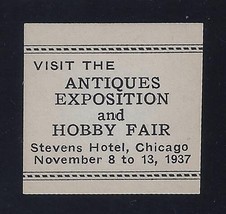 VISIT THE
ANTIQUES
EXPOSITION
and
HOBBY FAIR
Stevens Hotel, Chicago
November 8 to 13, 1937